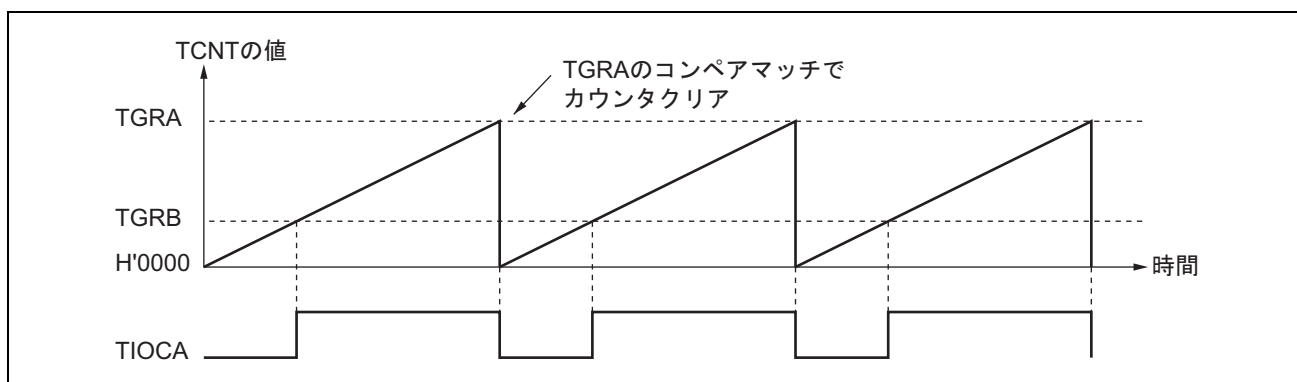 TCNTの値
TGRAのコンペアマッチで
カウンタクリア
TGRA
TGRB
H'0000
時間
TIOCA